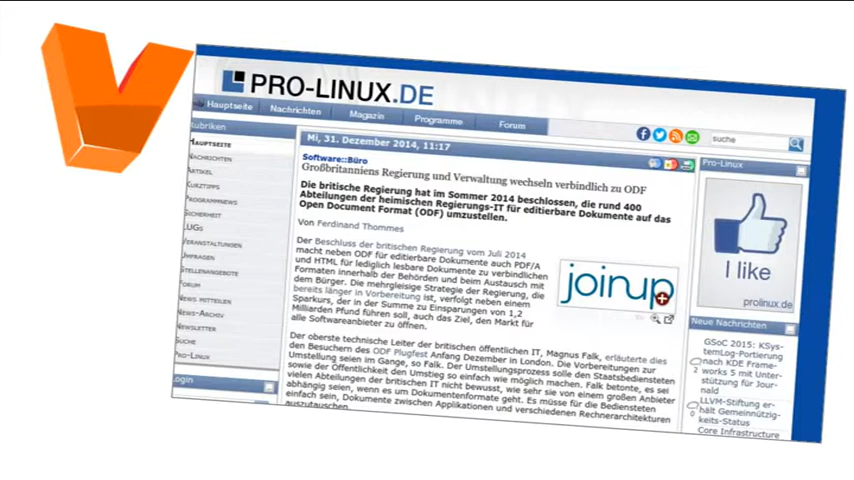 PRO-LINUX.DE
Hauptseite Nachrichten Magazin Programme Forum
suche
Rubriken
HAUPTSEITE
NACHRICHTEN
ARTIKEL
KURZTIPPS
PROGRAMMNEWS
SICHERHEIT
LUGS
VERANSTALTUNGEN
UMFRAGEN
STELLENANGEBOTE
FORUM
NEWS MITTEILEN
NEWS-ARCHIV
NEWSLETTER
SUCHE
PRO-LINUX
Login
Mi, 31. Dezember 2014, 11:17
Software::Büro
Großbritanniens Regierung und Verwaltung wechseln verbindlich zu ODF
Die britische Regierung hat im Sommer 2014 beschlossen, die rund 400
Abteilungen der heimischen Regierungs-IT für editierbare Dokumente auf das
Open Document Format (ODF) umzustellen.
Von Ferdinand Thommes
Der Beschluss der britischen Regierung vom Juli 2014
macht neben ODF für editierbare Dokumente auch PDF/A
und HTML für lediglich lesbare Dokumente zu verbindlichen
Formaten innerhalb der Behörden und beim Austausch mit
dem Bürger. Die mehrgleisige Strategie der Regierung, die
bereits länger in Vorbereitung ist, verfolgt neben einem
Sparkurs, der in der Summe zu Einsparungen von 1,2
Milliarden Pfund führen soll, auch das Ziel, den Markt für
alle Softwareanbieter zu öffnen.
joinup
Der oberste technische Leiter der britischen öffentlichen IT, Magnus Falk, erläuterte dies
den Besuchern des ODF Plugfest Anfang Dezember in London. Die Vorbereitungen zur
Umstellung seien im Gange, so Falk. Der Umstellungsprozess solle den Staatsbediensteten
sowie der Öffentlichkeit den Umstieg so einfach wie möglich machen. Falk betonte, es sei
vielen Abteilungen der britischen IT nicht bewusst, wie sehr sie von einem großen Anbieter
abhängig seien, wenn es um Dokumentenformate geht. Es müsse für die Bediensteten
einfach sein, Dokumente zwischen Applikationen und verschiedenen Rechnerarchitekturen
auszutauschen.
Pro-Linux
I like
prolinux.de
Neue Nachrichten
GSoC 2015: KSys-
temLog-Portierung
nach KDE Frame-
2 works 5 mit Unter-
stützung für Jour-
nald
LLVM-Stiftung er-
0 hält Gemeinnützig-
keits-Status
Core Infrastructure